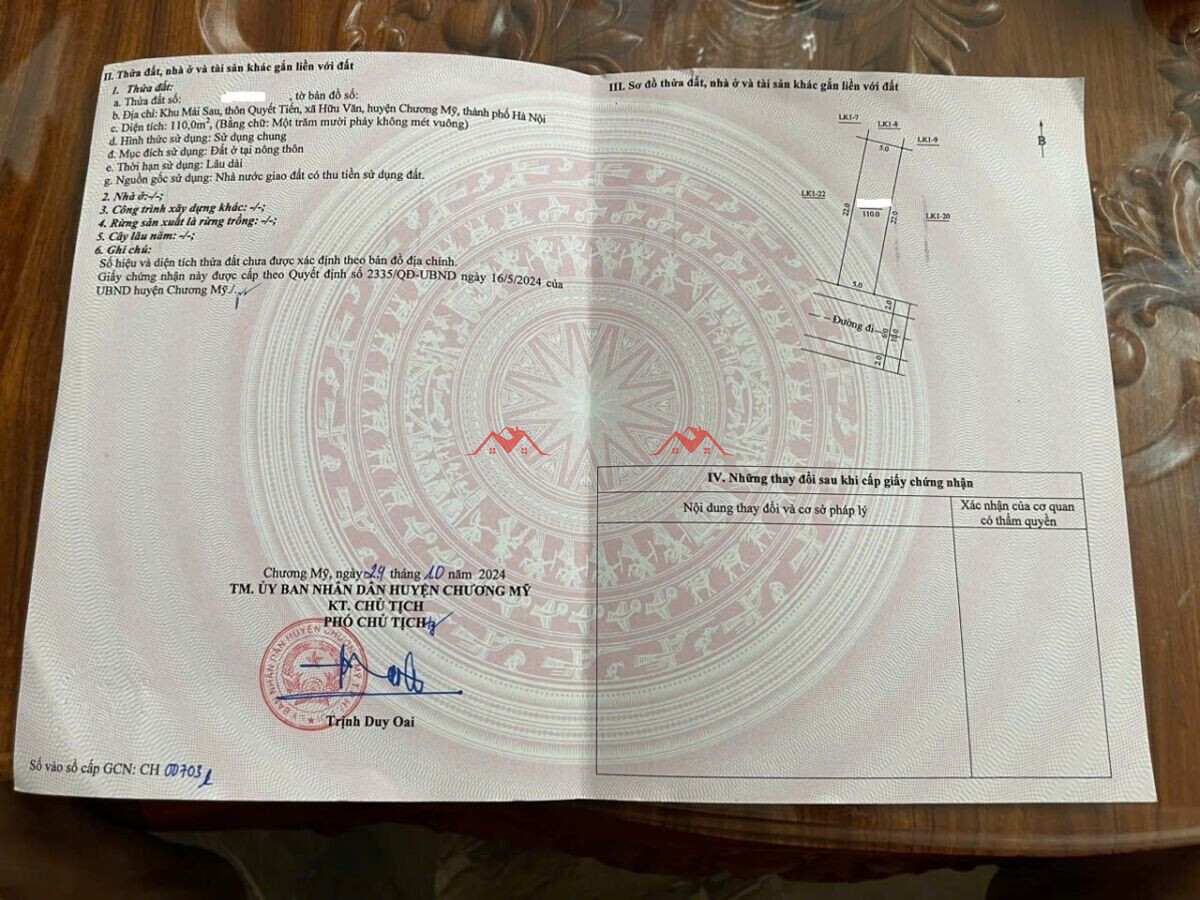 II. Thửa đất, nhà ở và tài sản khác gắn liền với đất
1. Thửa đất:
a. Thửa đất số: , tờ bản đồ số:
b. Địa chỉ: Khu Mái Sau, thôn Quyết Tiến, xã Hữu Văn, huyện Chương Mỹ, thành phố Hà Nội
c. Diện tích: 110,0m², (Bằng chữ: Một trăm mười phảy không mét vuông)
d. Hình thức sử dụng: Sử dụng chung
đ. Mục đích sử dụng: Đất ở tại nông thôn
e. Thời hạn sử dụng: Lâu dài
g. Nguồn gốc sử dụng: Nhà nước giao đất có thu tiền sử dụng đất.
2. Nhà ở:-/-;
3. Công trình xây dựng khác: -/-;
4. Rừng sản xuất là rừng trồng: -/-;
5. Cây lâu năm: -/-;
6. Ghi chú:
Số hiệu và diện tích thửa đất chưa được xác định theo bản đồ địa chính.
Giấy chứng nhận này được cấp theo Quyết định số 2335/QĐ-UBND ngày 16/5/2024 của
UBND huyện Chương Mỹ./.
Chương Mỹ, ngày 29 tháng 10 năm 2024
TM. ỦY BAN NHÂN DÂN HUYỆN CHƯƠNG MỸ
KT. CHỦ TỊCH
PHÓ CHỦ TỊCH
Trịnh Duy Oai
Số vào sổ cấp GCN: CH 00703
III. Sơ đồ thửa đất, nhà ở và tài sản khác gắn liền với đất
LK1-7
LK1-8
LK1-9
5.0
B
LK1-22
22.0
110.0
22.0
LK1-20
5.0
2.0
Đường đi
6.0
10.0
2.0
IV. Những thay đổi sau khi cấp giấy chứng nhận
Nội dung thay đổi và cơ sở pháp lý
Xác nhận của cơ quan
có thẩm quyền